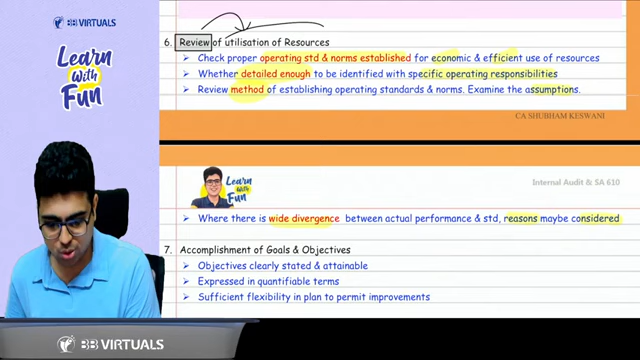 BB VIRTUALS
Learn
With
Fun
6. Review of utilisation of Resources
➤ Check proper operating std & norms established for economic & efficient use of resources
➤ Whether detailed enough to be identified with specific operating responsibilities
➤ Review method of establishing operating standards & norms. Examine the assumptions.
CA SHUBHAM KESWANI
Learn
With
Fun
Internal Audit & SA 610
➤ Where there is wide divergence between actual performance & std, reasons maybe considered
7. Accomplishment of Goals & Objectives
➤ Objectives clearly stated & attainable
➤ Expressed in quantifiable terms
➤ Sufficient flexibility in plan to permit improvements
BB VIRTUALS